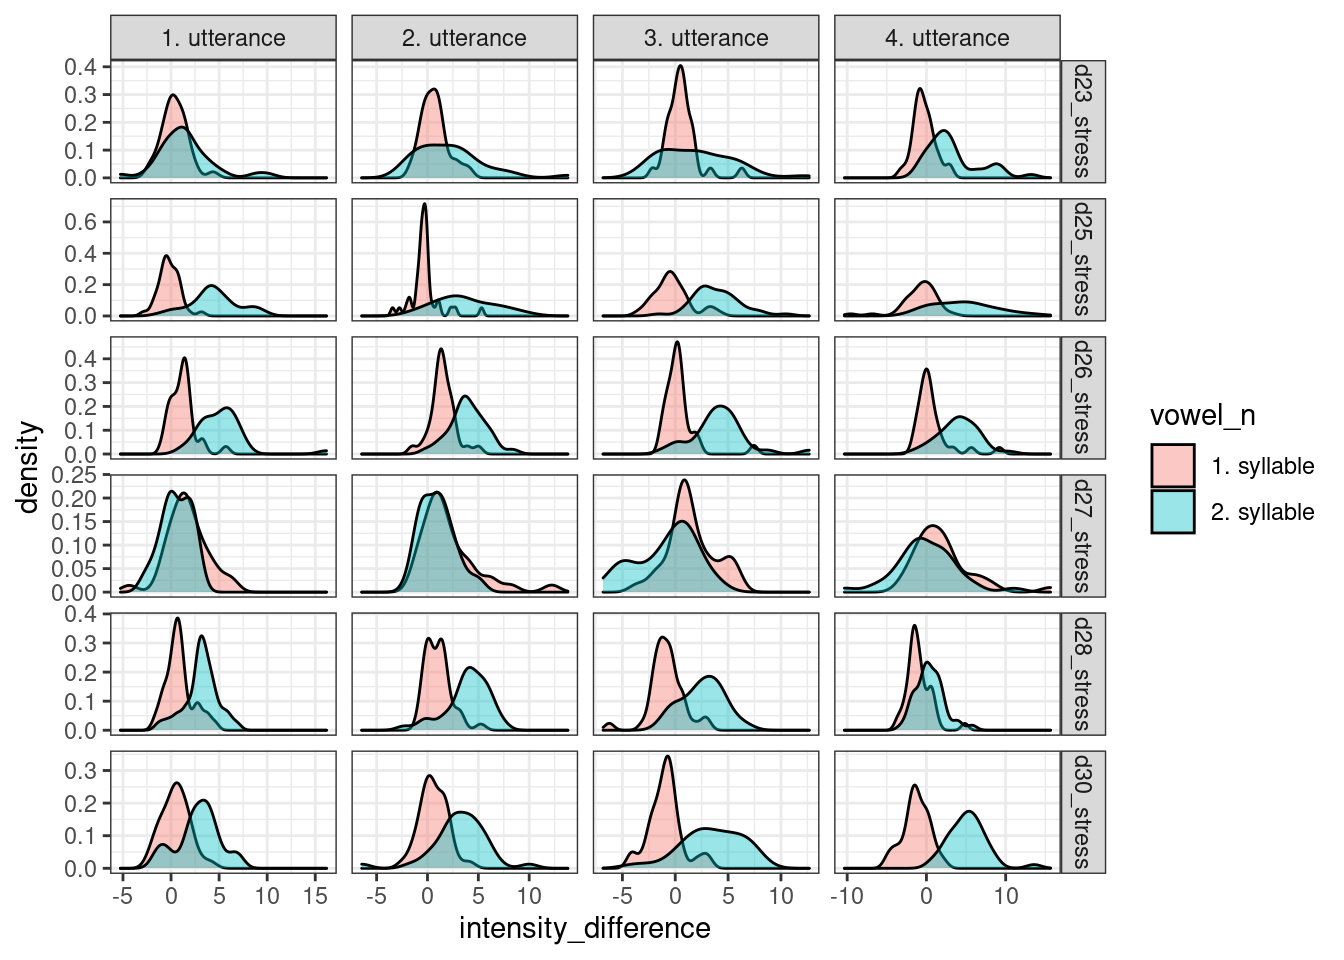 1. utterance 2. utterance 3. utterance 4. utterance
0.4
0.3
0.2
0.1
0.0
d23_stress
0.6
0.4
0.2
0.0
d25_stress
0.4
0.3
0.2
0.1
0.0
d26_stress
0.25
0.20
0.15
0.10
0.05
0.00
d27_stress
0.4
0.3
0.2
0.1
0.0
d28_stress
0.3
0.2
0.1
0.0
d30_stress
-5 0 5 10 15 -5 0 5 10 -5 0 5 10 -10 0 10
intensity_difference
density
vowel_n
1. syllable
2. syllable